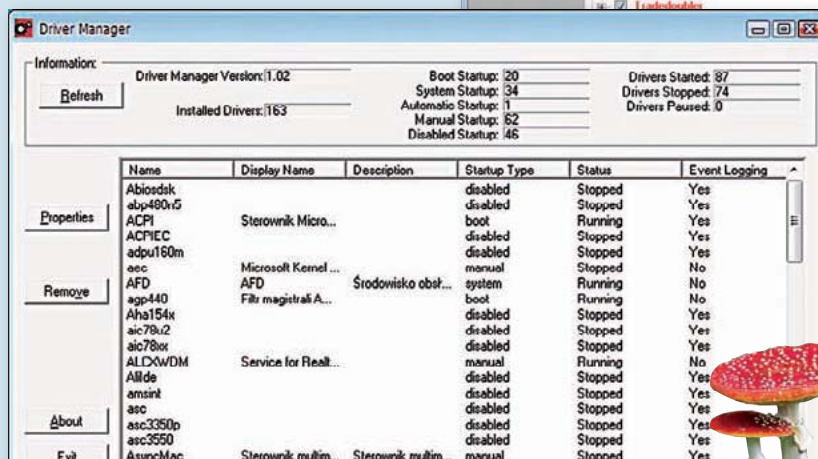 Tradedoubler
Driver Manager
Information:
Refresh
Driver Manager Version: 1.02
Installed Drivers: 163
Boot Startup: 20
System Startup: 34
Automatic Startup: 1
Manual Startup: 62
Disabled Startup: 46
Drivers Started: 87
Drivers Stopped: 74
Drivers Paused: 0
Properties
Remove
About
Exit
Name Display Name Description Startup Type Status Event Logging
Abiosdsk disabled Stopped Yes
abp480n5 disabled Stopped Yes
ACPI Sterownik Micro... boot Running Yes
ACPIEC disabled Stopped Yes
adpu160m disabled Stopped Yes
aec Microsoft Kernel ... manual Stopped No
AFD AFD Środowisko obsł... system Running No
agp440 Filtr magistrali A... boot Running No
Aha154x disabled Stopped Yes
aic78u2 disabled Stopped Yes
aic78xx disabled Stopped Yes
ALCXWDM Service for Realt... manual Running No
AliIde disabled Stopped Yes
amsint disabled Stopped Yes
asc disabled Stopped Yes
asc3350p disabled Stopped Yes
asc3550 disabled Stopped Yes
AsyncMac Sterownik multim... Sterownik multim... manual Stopped Yes